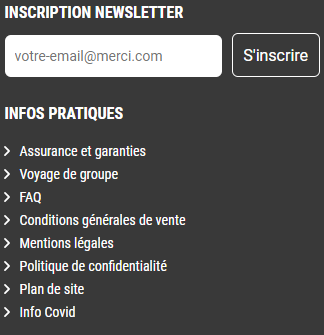 INSCRIPTION NEWSLETTER
votre-email@merci.com S'inscrire
INFOS PRATIQUES
Assurance et garanties
Voyage de groupe
FAQ
Conditions générales de vente
Mentions légales
Politique de confidentialité
Plan de site
Info Covid